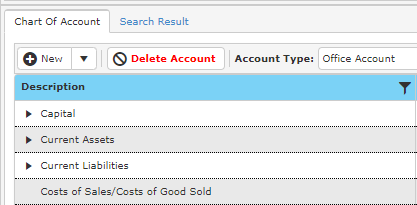 Chart Of Account Search Result
New Delete Account Account Type: Office Account
Description
Capital
Current Assets
Current Liabilities
Costs of Sales/Costs of Good Sold